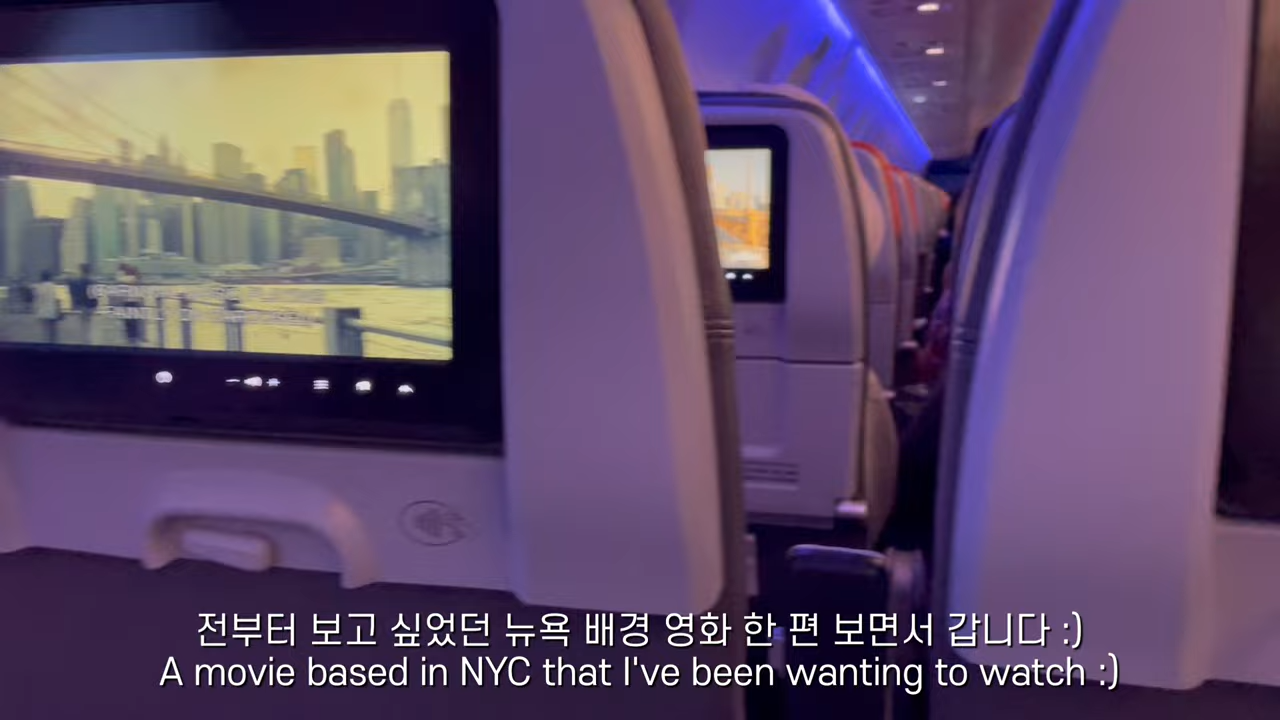 전부터 보고 싶었던 뉴욕 배경 영화 한 편 보면서 갑니다 :)
A movie based in NYC that I've been wanting to watch :)